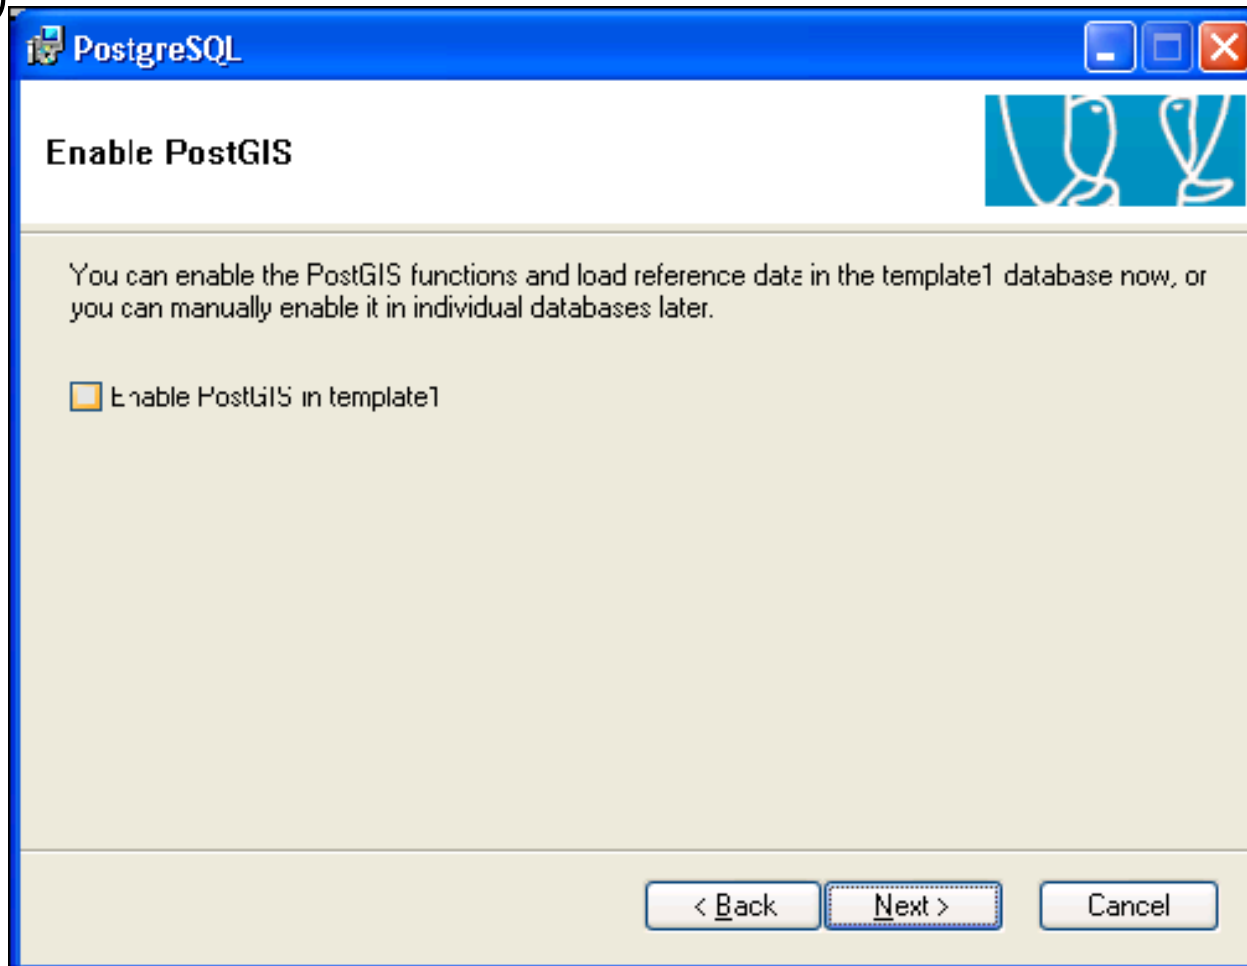 PostgreSQL
Enable PostGIS
You can enable the PostGIS functions and load reference data in the template1 database now, or
you can manually enable it in individual databases later.
Enable PostGIS in template1
< Back Next > Cancel